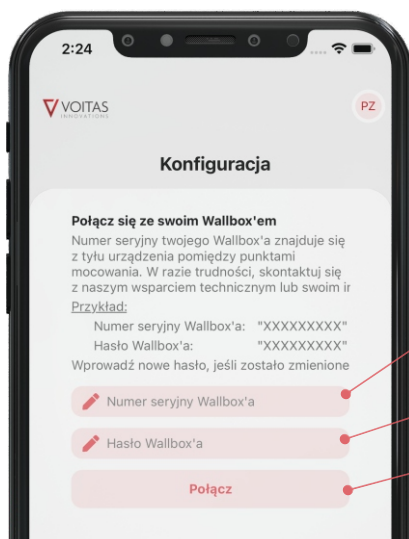 2:24
VOITAS
INNOVATIONS
PZ
Konfiguracja
Połącz się ze swoim Wallbox'em
Numer seryjny twojego Wallbox'a znajduje się
z tyłu urządzenia pomiędzy punktami
mocowania. W razie trudności, skontaktuj się
z naszym wsparciem technicznym lub swoim ir
Przykład:
Numer seryjny Wallbox'a: "XXXXXXXXX"
Hasło Wallbox'a: "XXXXXXXXX"
Wprowadź nowe hasło, jeśli zostało zmienione
Numer seryjny Wallbox'a
Hasło Wallbox'a
Połącz